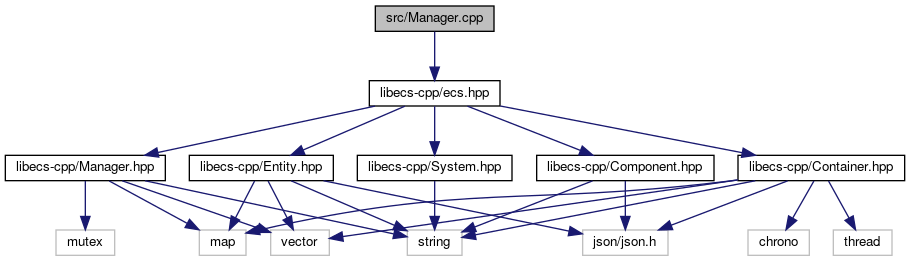 src/Manager.cpp
libecs-cpp/ecs.hpp
libecs-cpp/Manager.hpp
libecs-cpp/Entity.hpp
libecs-cpp/System.hpp
libecs-cpp/Component.hpp
libecs-cpp/Container.hpp
mutex
map
vector
string
json/json.h
chrono
thread